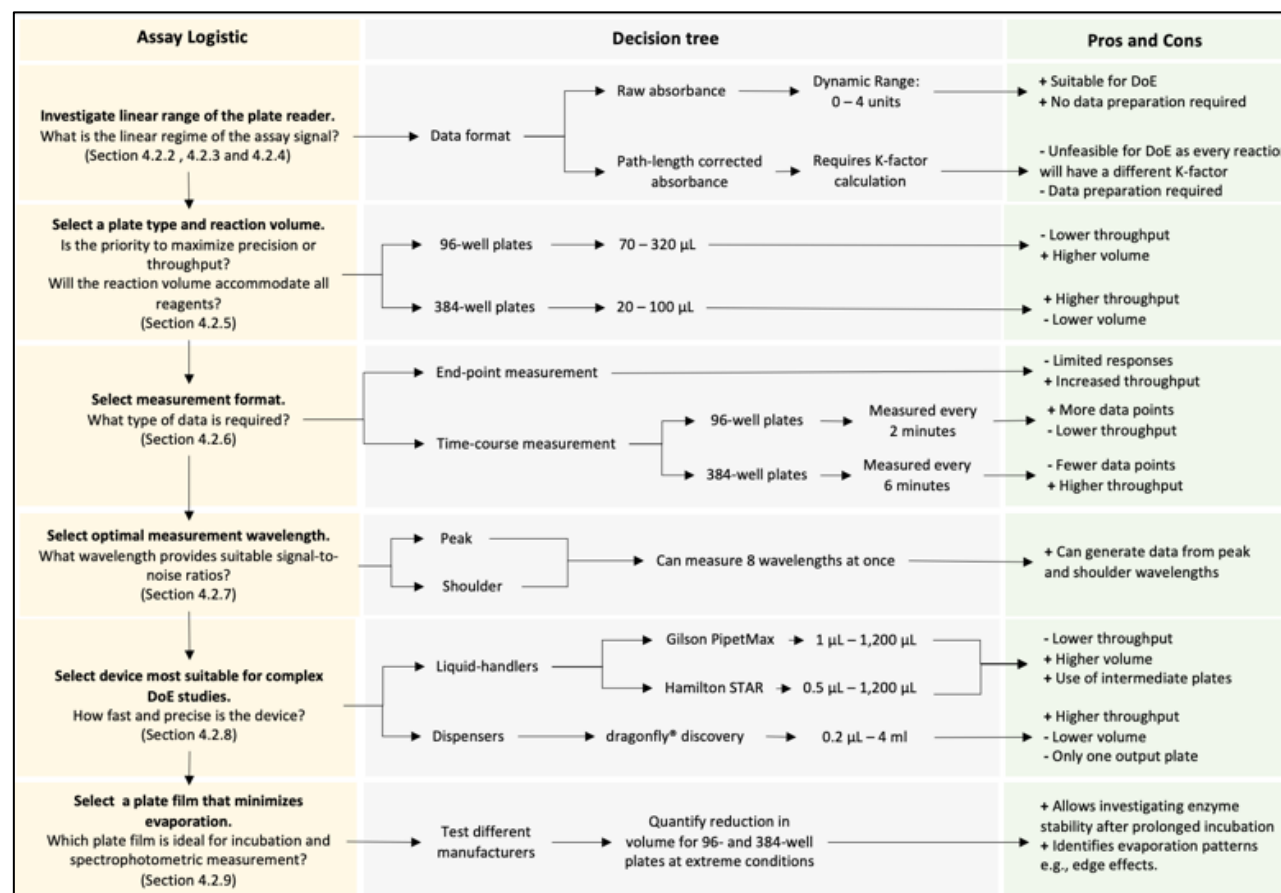 Assay Logistic
Decision tree
Pros and Cons
Investigate linear range of the plate reader.
What is the linear regime of the assay signal?
(Section 4.2.2 , 4.2.3 and 4.2.4)
Data format
Raw absorbance
Dynamic Range:
0 – 4 units
+ Suitable for DoE
+ No data preparation required
Path-length corrected
absorbance
Requires K-factor
calculation
- Unfeasible for DoE as every reaction
will have a different K-factor
- Data preparation required
Select a plate type and reaction volume.
Is the priority to maximize precision or
throughput?
Will the reaction volume accommodate all
reagents?
(Section 4.2.5)
96-well plates
70 – 320 µL
- Lower throughput
+ Higher volume
384-well plates
20 – 100 µL
+ Higher throughput
- Lower volume
Select measurement format.
What type of data is required?
(Section 4.2.6)
End-point measurement
- Limited responses
+ Increased throughput
Time-course measurement
96-well plates
Measured every
2 minutes
+ More data points
- Lower throughput
384-well plates
Measured every
6 minutes
- Fewer data points
+ Higher throughput
Select optimal measurement wavelength.
What wavelength provides suitable signal-to-
noise ratios?
(Section 4.2.7)
Peak
Shoulder
Can measure 8 wavelengths at once
+ Can generate data from peak
and shoulder wavelengths
Select device most suitable for complex
DoE studies.
How fast and precise is the device?
(Section 4.2.8)
Liquid-handlers
Gilson PipetMax
1 µL – 1,200 µL
Hamilton STAR
0.5 µL – 1,200 µL
- Lower throughput
+ Higher volume
+ Use of intermediate plates
Dispensers
dragonfly® discovery
0.2 µL – 4 ml
+ Higher throughput
- Lower volume
- Only one output plate
Select a plate film that minimizes
evaporation.
Which plate film is ideal for incubation and
spectrophotometric measurement?
(Section 4.2.9)
Test different
manufacturers
Quantify reduction in
volume for 96- and 384-well
plates at extreme conditions
+ Allows investigating enzyme
stability after prolonged incubation
+ Identifies evaporation patterns
e.g., edge effects.